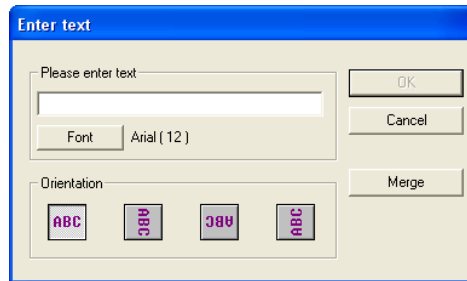 Enter text
Please enter text
OK
Font
Arial ( 12 )
Cancel
Orientation
Merge
ABC
ABC
ABC
ABC